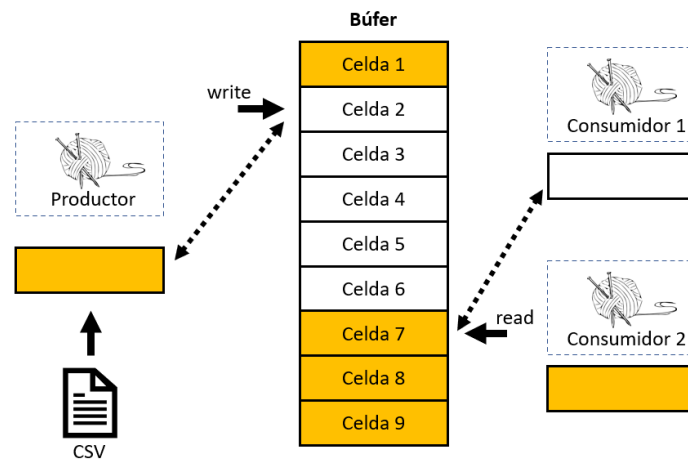 Búfer
Celda 1
write
Celda 2
Celda 3
Celda 4
Celda 5
Celda 6
Celda 7
Celda 8
Celda 9
Productor
CSV
Consumidor 1
read
Consumidor 2